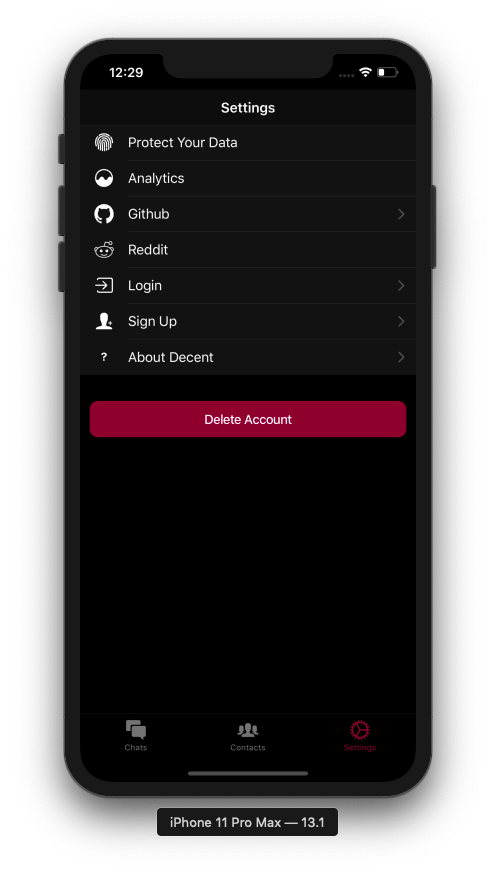 12:29
Settings
Protect Your Data
Analytics
Github
Reddit
Login
Sign Up
? About Decent
Delete Account
Chats Contacts Settings
iPhone 11 Pro Max — 13.1